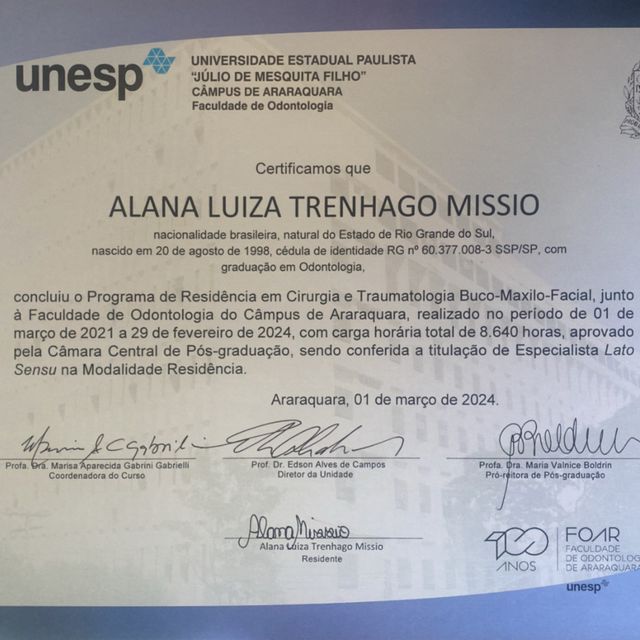 unesp
UNIVERSIDADE ESTADUAL PAULISTA
"JÚLIO DE MESQUITA FILHO"
CÂMPUS DE ARARAQUARA
Faculdade de Odontologia
Certificamos que
ALANA LUIZA TRENHAGO MISSIO
nacionalidade brasileira, natural do Estado de Rio Grande do Sul,
nascido em 20 de agosto de 1998, cédula de identidade RG nº 60.377.008-3 SSP/SP, com
graduação em Odontologia,
concluiu o Programa de Residência em Cirurgia e Traumatologia Buco-Maxilo-Facial, junto
à Faculdade de Odontologia do Câmpus de Araraquara, realizado no período de 01 de
março de 2021 a 29 de fevereiro de 2024, com carga horária total de 8.640 horas, aprovado
pela Câmara Central de Pós-graduação, sendo conferida a titulação de Especialista Lato
Sensu na Modalidade Residência.
Araraquara, 01 de março de 2024.
Profa. Dra. Marisa Aparecida Gabrini Gabrielli
Coordenadora do Curso
Prof. Dr. Edson Alves de Campos
Diretor da Unidade
Profa. Dra. Maria Valnice Boldrin
Pró-reitora de Pós-graduação
Alana Missio
Alana Luiza Trenhago Missio
Residente
100
ANOS
FOAR
FACULDADE
DE ODONTOLOGIA
DE ARARAQUARA
unesp